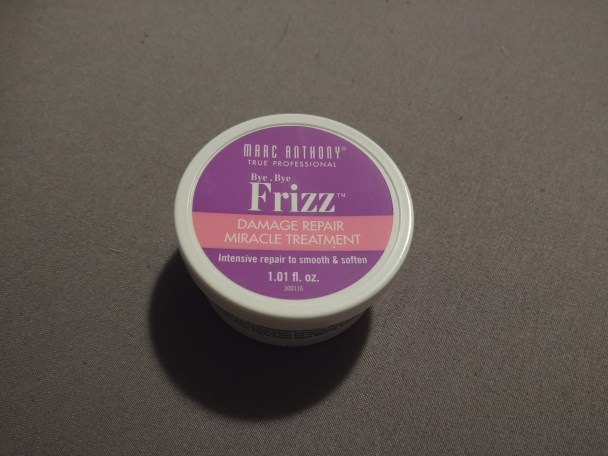 MARC ANTHONY®
TRUE PROFESSIONAL
Bye . Bye
Frizz™
DAMAGE REPAIR
MIRACLE TREATMENT
Intensive repair to smooth & soften
1.01 fl. oz.